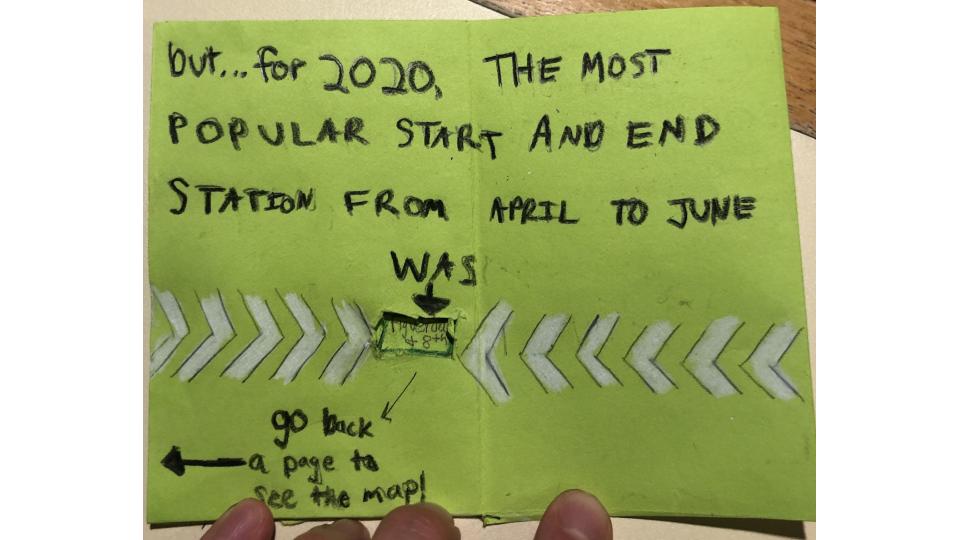 but... for 2020, THE MOST
POPULAR START AND END
STATION FROM APRIL TO JUNE
WAS
& 8th
go back
a page to
see the map!